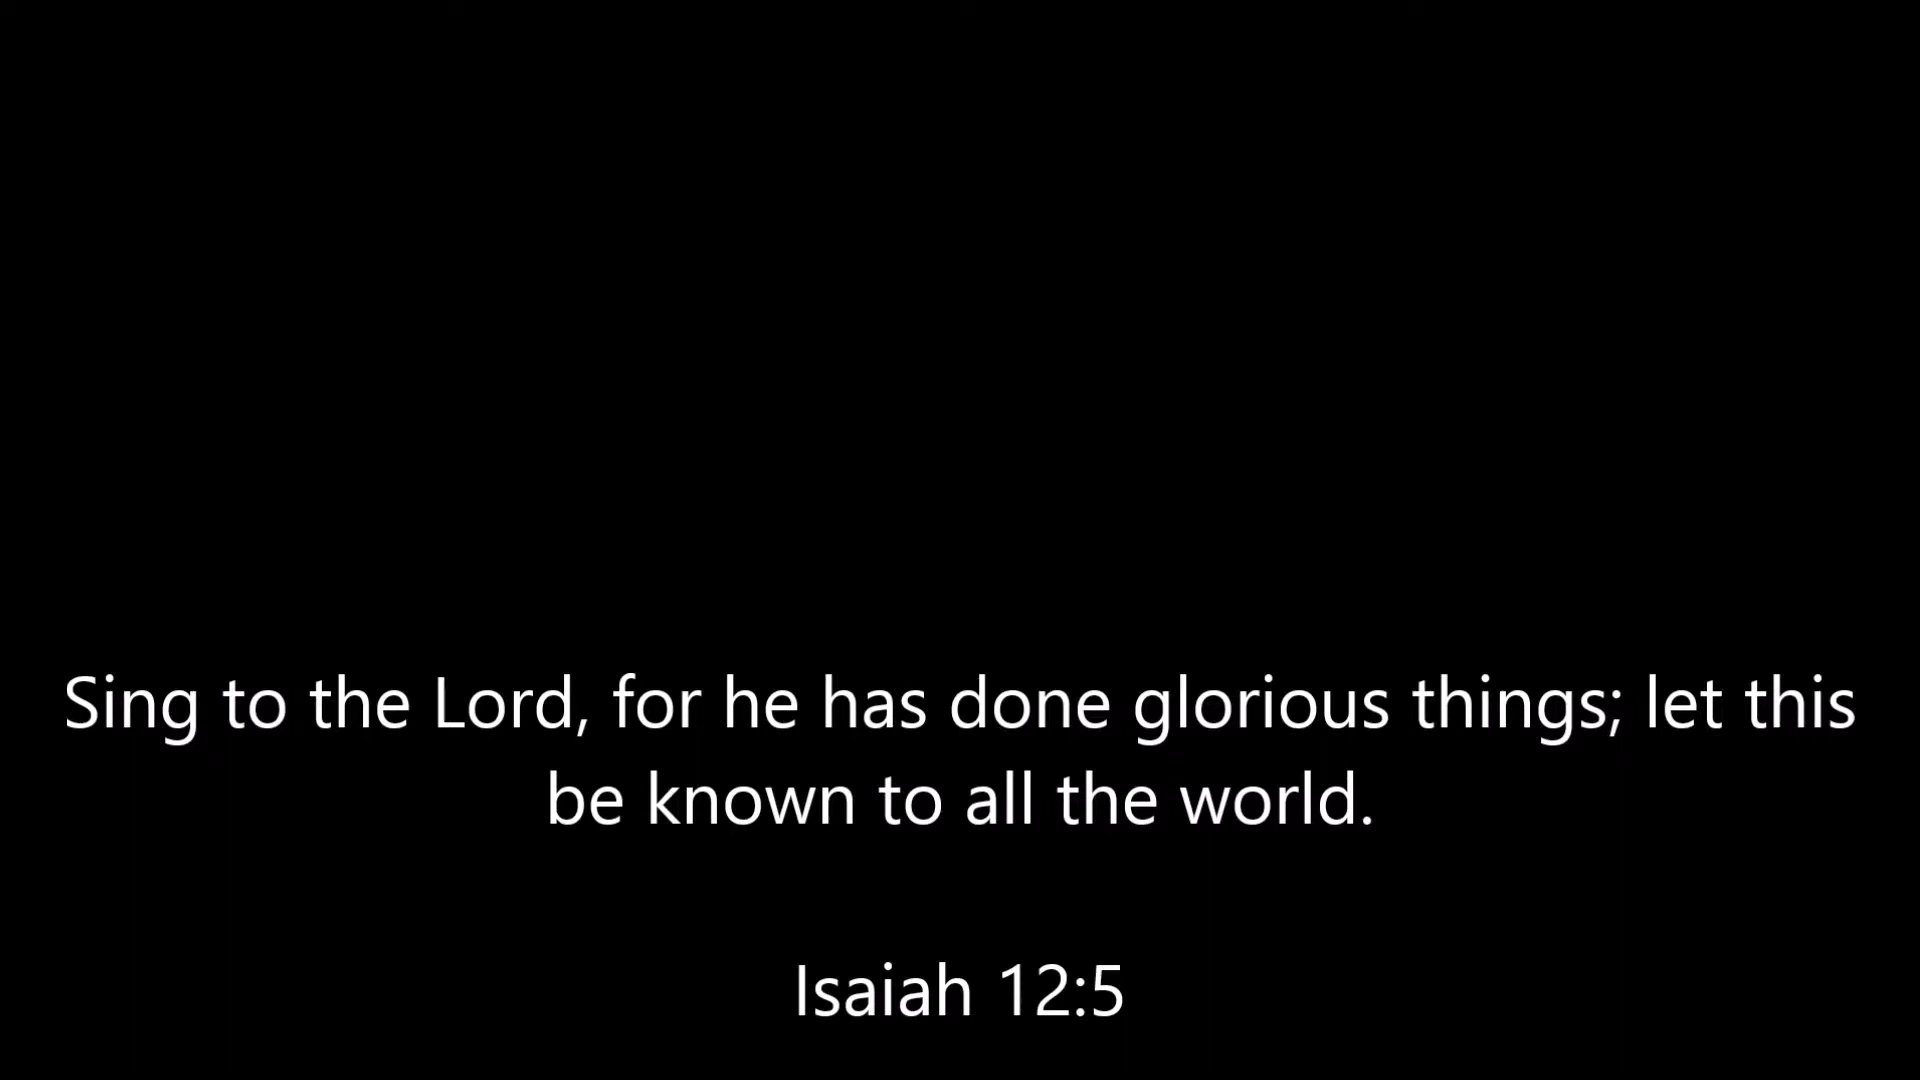 Sing to the Lord, for he has done glorious things; let this
be known to all the world.
Isaiah 12:5